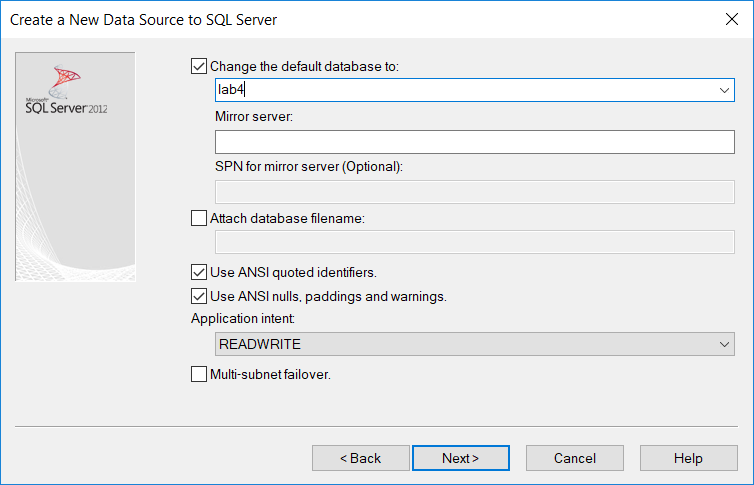 Create a New Data Source to SQL Server
Microsoft
SQL Server 2012
Change the default database to:
lab4
Mirror server:
SPN for mirror server (Optional):
Attach database filename:
Use ANSI quoted identifiers.
Use ANSI nulls, paddings and warnings.
Application intent:
READWRITE
Multi-subnet failover.
< Back
Next >
Cancel
Help